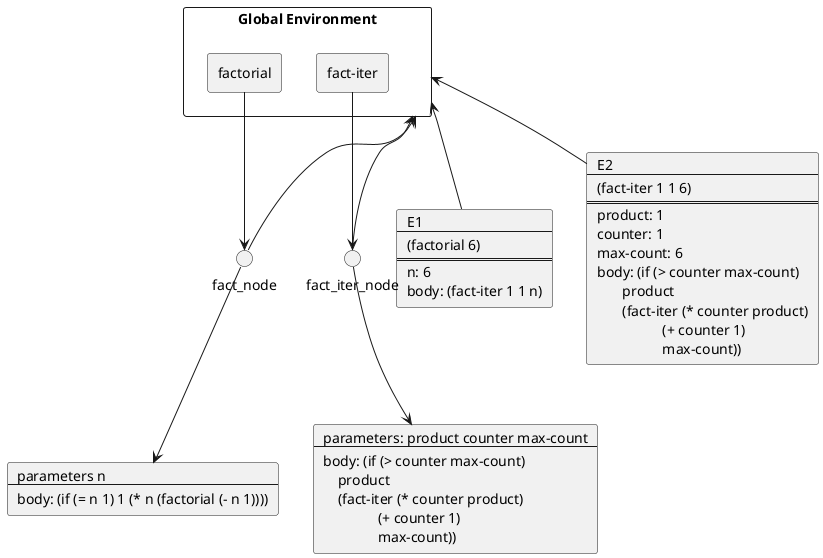 Global Environment
factorial
fact-iter
E2
(fact-iter 1 1 6)
product: 1
counter: 1
max-count: 6
body: (if (> counter max-count)
product
(fact-iter (* counter product)
(+ counter 1)
max-count))
E1
(factorial 6)
n: 6
body: (fact-iter 1 1 n)
fact_node
fact_iter_node
parameters n
body: (if (= n 1) 1 (* n (factorial (- n 1))))
parameters: product counter max-count
body: (if (> counter max-count)
product
(fact-iter (* counter product)
(+ counter 1)
max-count))